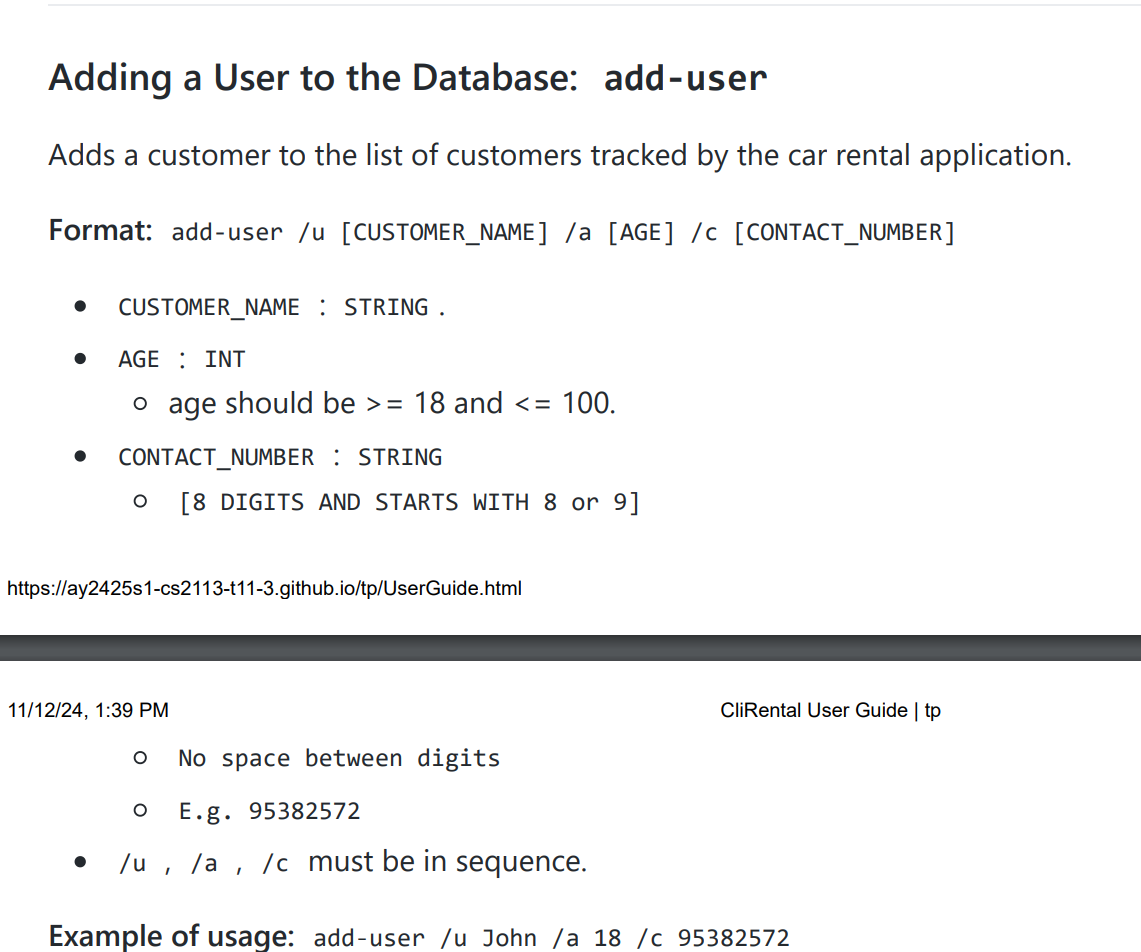 Adding a User to the Database: add-user
Adds a customer to the list of customers tracked by the car rental application.
Format: add-user /u [CUSTOMER_NAME] /a [AGE] /c [CONTACT_NUMBER]
CUSTOMER_NAME : STRING .
AGE : INT
age should be >= 18 and <= 100.
CONTACT_NUMBER : STRING
[8 DIGITS AND STARTS WITH 8 or 9]
https://ay2425s1-cs2113-t11-3.github.io/tp/UserGuide.html
11/12/24, 1:39 PM CliRental User Guide | tp
No space between digits
E.g. 95382572
/u , /a , /c must be in sequence.
Example of usage: add-user /u John /a 18 /c 95382572